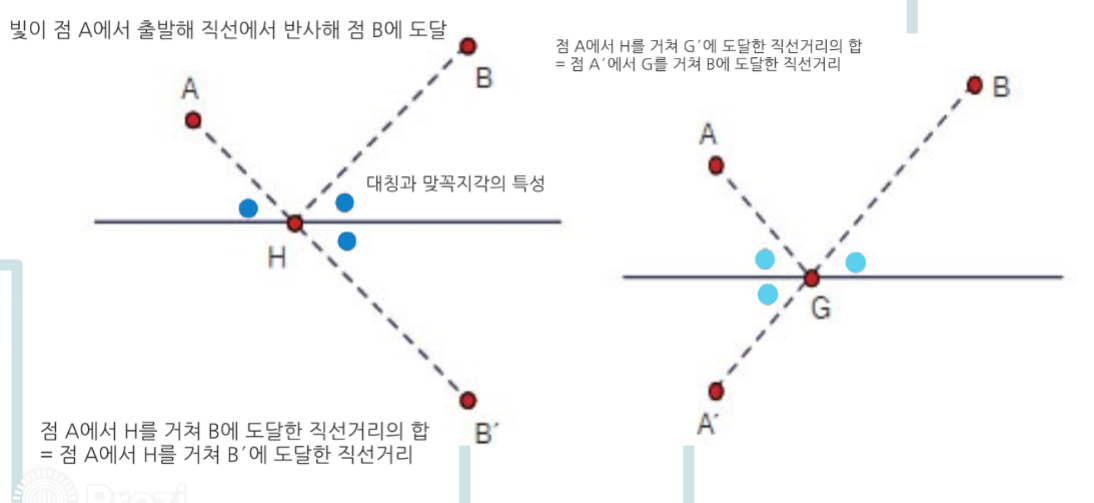 빛이 점 A에서 출발해 직선에서 반사해 점 B에 도달
A
B
대칭과 맞꼭지각의 특성
H
B´
점 A에서 H를 거쳐 B에 도달한 직선거리의 합
= 점 A에서 H를 거쳐 B´에 도달한 직선거리
점 A에서 H를 거쳐 G´에 도달한 직선거리의 합
= 점 A´에서 G를 거쳐 B에 도달한 직선거리
B
A
G
A´
Prezi